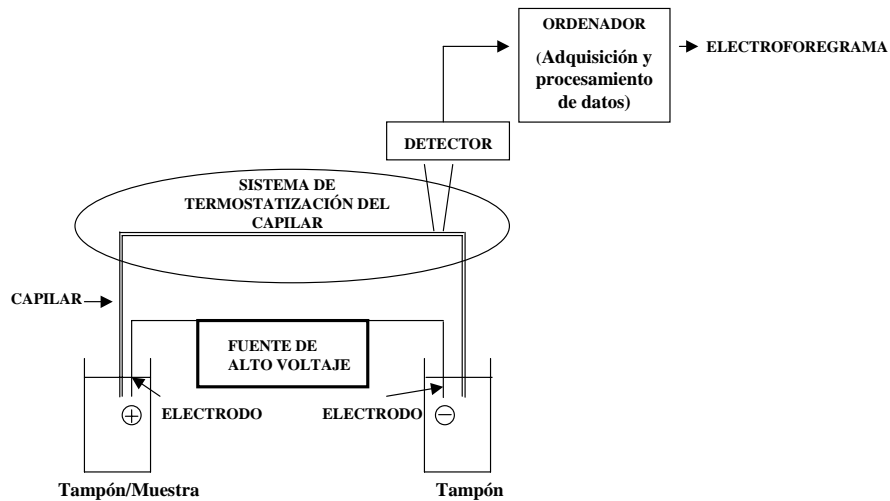 ORDENADOR
(Adquisición y
procesamiento
de datos)
ELECTROFOREGRAMA
DETECTOR
SISTEMA DE
TERMOSTATIZACIÓN DEL
CAPILAR
CAPILAR
FUENTE DE
ALTO VOLTAJE
ELECTRODO
ELECTRODO
+
−
Tampón/Muestra
Tampón